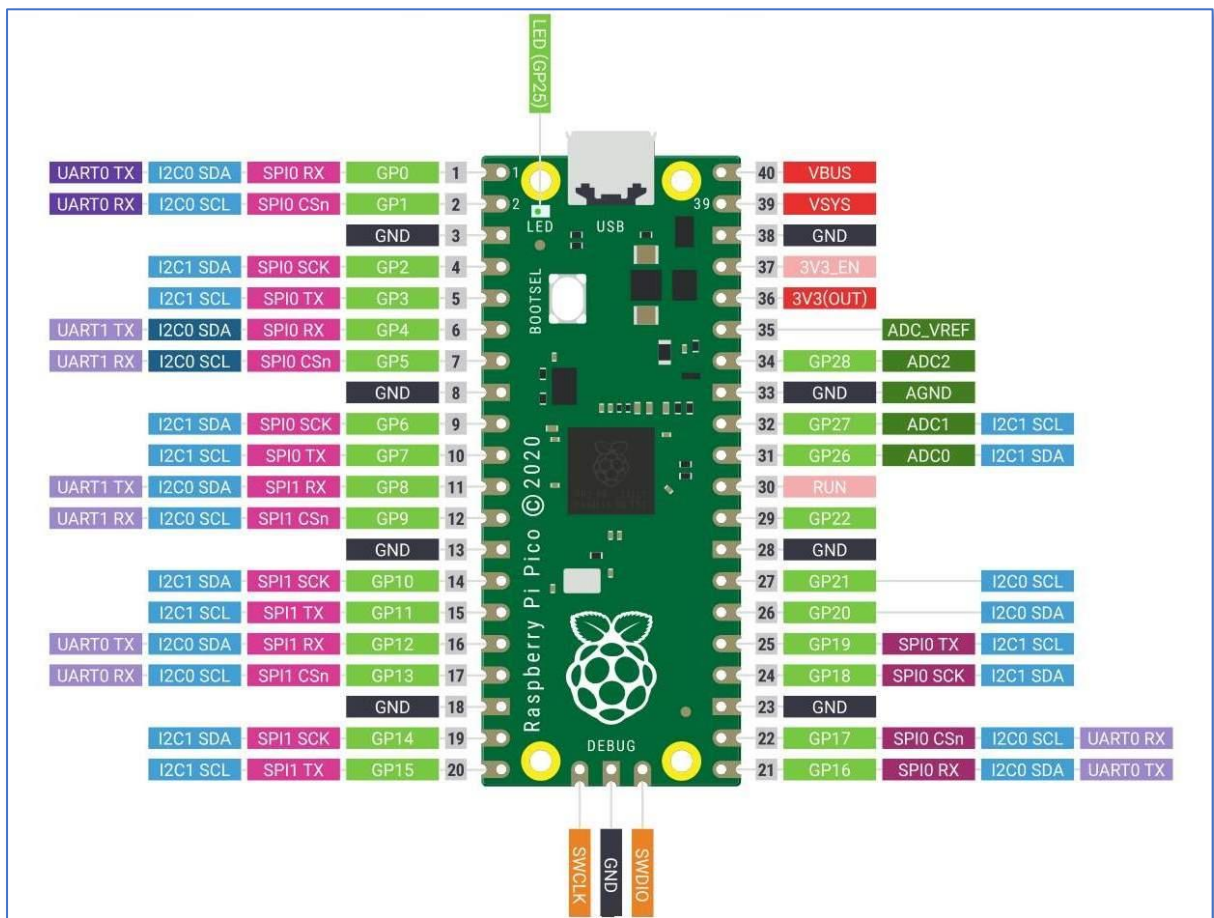 LED (GP25)
UART0 TX I2C0 SDA SPI0 RX GP0 1 1 40 VBUS
UART0 RX I2C0 SCL SPI0 CSn GP1 2 2 39 39 VSYS
LED USB
GND 3 38 GND
I2C1 SDA SPI0 SCK GP2 4 37 3V3_EN
I2C1 SCL SPI0 TX GP3 5 36 3V3(OUT)
BOOTSEL
UART1 TX I2C0 SDA SPI0 RX GP4 6 35 ADC_VREF
UART1 RX I2C0 SCL SPI0 CSn GP5 7 34 GP28 ADC2
GND 8 33 GND AGND
I2C1 SDA SPI0 SCK GP6 9 32 GP27 ADC1 I2C1 SCL
I2C1 SCL SPI0 TX GP7 10 31 GP26 ADC0 I2C1 SDA
UART1 TX I2C0 SDA SPI1 RX GP8 11 30 RUN
UART1 RX I2C0 SCL SPI1 CSn GP9 12 29 GP22
GND 13 28 GND
I2C1 SDA SPI1 SCK GP10 14 27 GP21 I2C0 SCL
I2C1 SCL SPI1 TX GP11 15 26 GP20 I2C0 SDA
UART0 TX I2C0 SDA SPI1 RX GP12 16 25 GP19 SPI0 TX I2C1 SCL
UART0 RX I2C0 SCL SPI1 CSn GP13 17 24 GP18 SPI0 SCK I2C1 SDA
GND 18 23 GND
Raspberry Pi Pico © 2020
I2C1 SDA SPI1 SCK GP14 19 22 GP17 SPI0 CSn I2C0 SCL UART0 RX
DEBUG
I2C1 SCL SPI1 TX GP15 20 21 GP16 SPI0 RX I2C0 SDA UART0 TX
SWCLK
GND
SWDIO